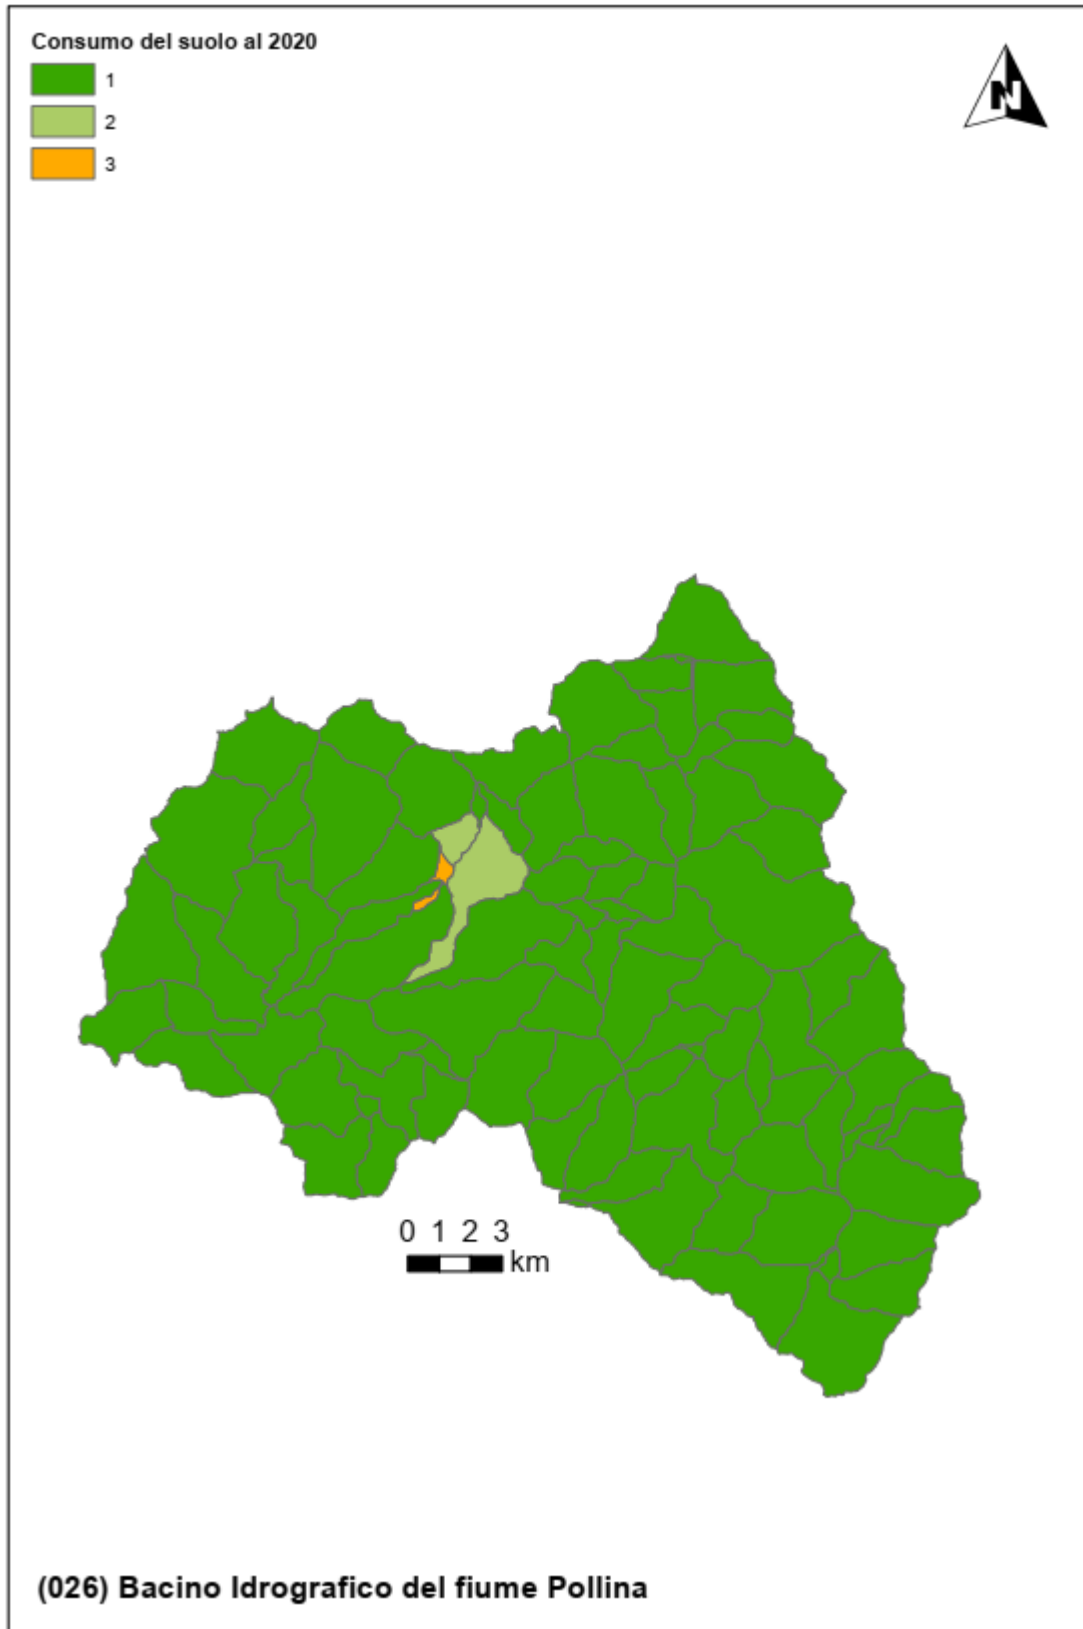 Consumo del suolo al 2020
1
2
3
N
0 1 2 3
km
(026) Bacino Idrografico del fiume Pollina